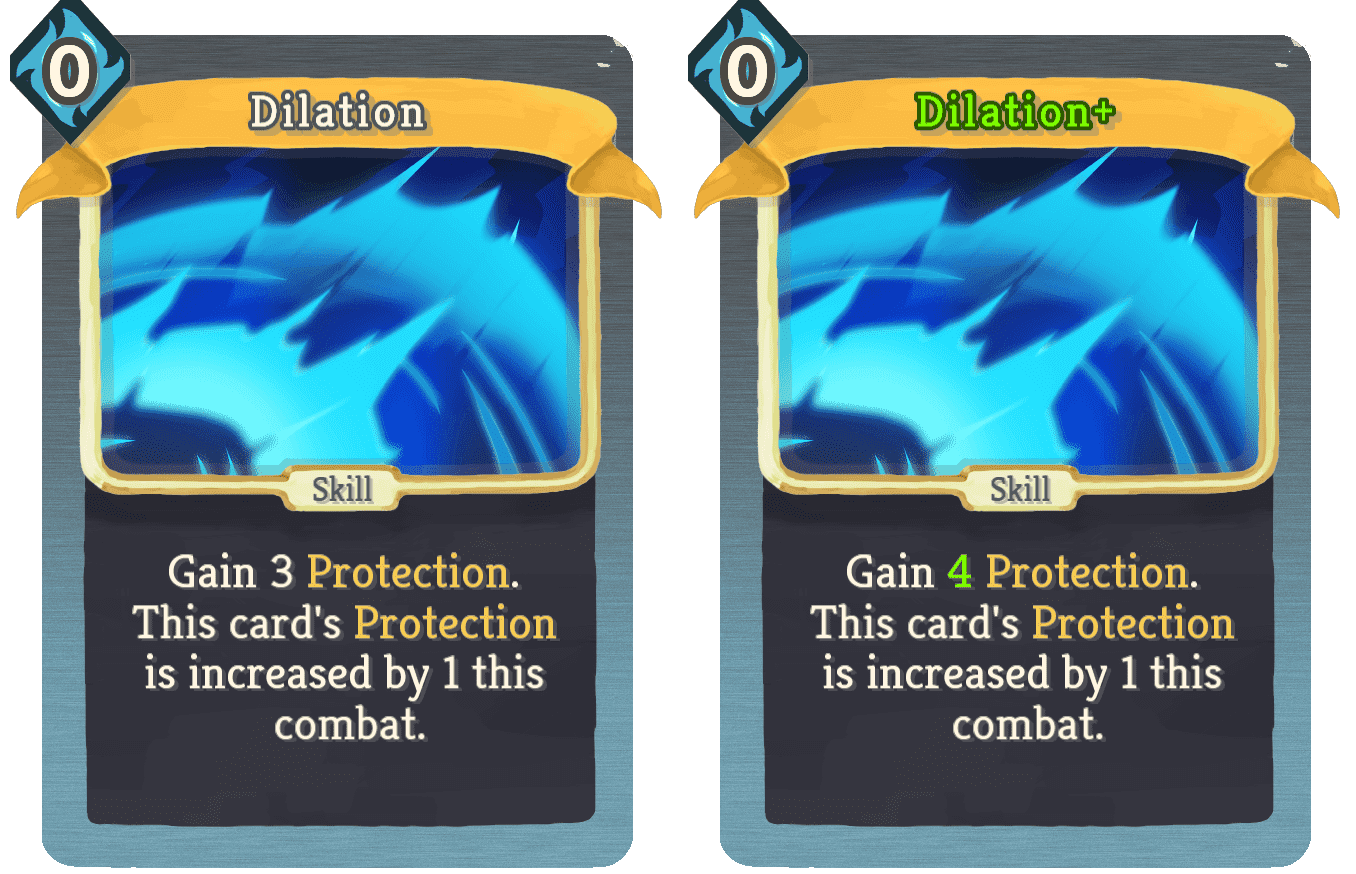 0
Dilation
Skill
Gain 3 Protection.
This card's Protection
is increased by 1 this
combat.
0
Dilation+
Skill
Gain 4 Protection.
This card's Protection
is increased by 1 this
combat.